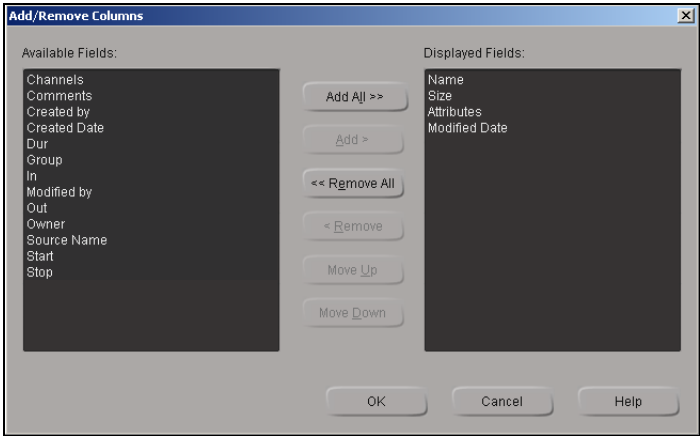 Add/Remove Columns
Available Fields:
Channels
Comments
Created by
Created Date
Dur
Group
In
Modified by
Out
Owner
Source Name
Start
Stop
Add All >>
Add >
<< Remove All
< Remove
Move Up
Move Down
Displayed Fields:
Name
Size
Attributes
Modified Date
OK
Cancel
Help